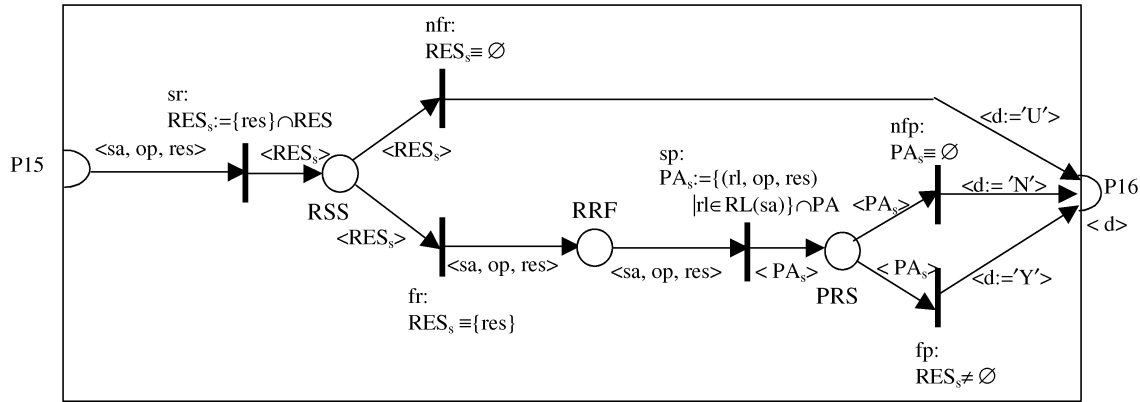 nfr:
RESs≡ ∅
sr:
RESs:={res}∩RES
<d:='U'>
nfp:
PAs≡ ∅
<sa, op, res>
<RESs>
<RESs>
sp:
PAs:={(rl, op, res)
|rl∈RL(sa)}∩PA
P15
<d:= 'N'>
P16
<PAs>
RSS
RRF
< d>
<RESs>
<sa, op, res>
<sa, op, res>
< PAs>
< PAs>
<d:='Y'>
PRS
fr:
RESs ≡{res}
fp:
RESs≠ ∅